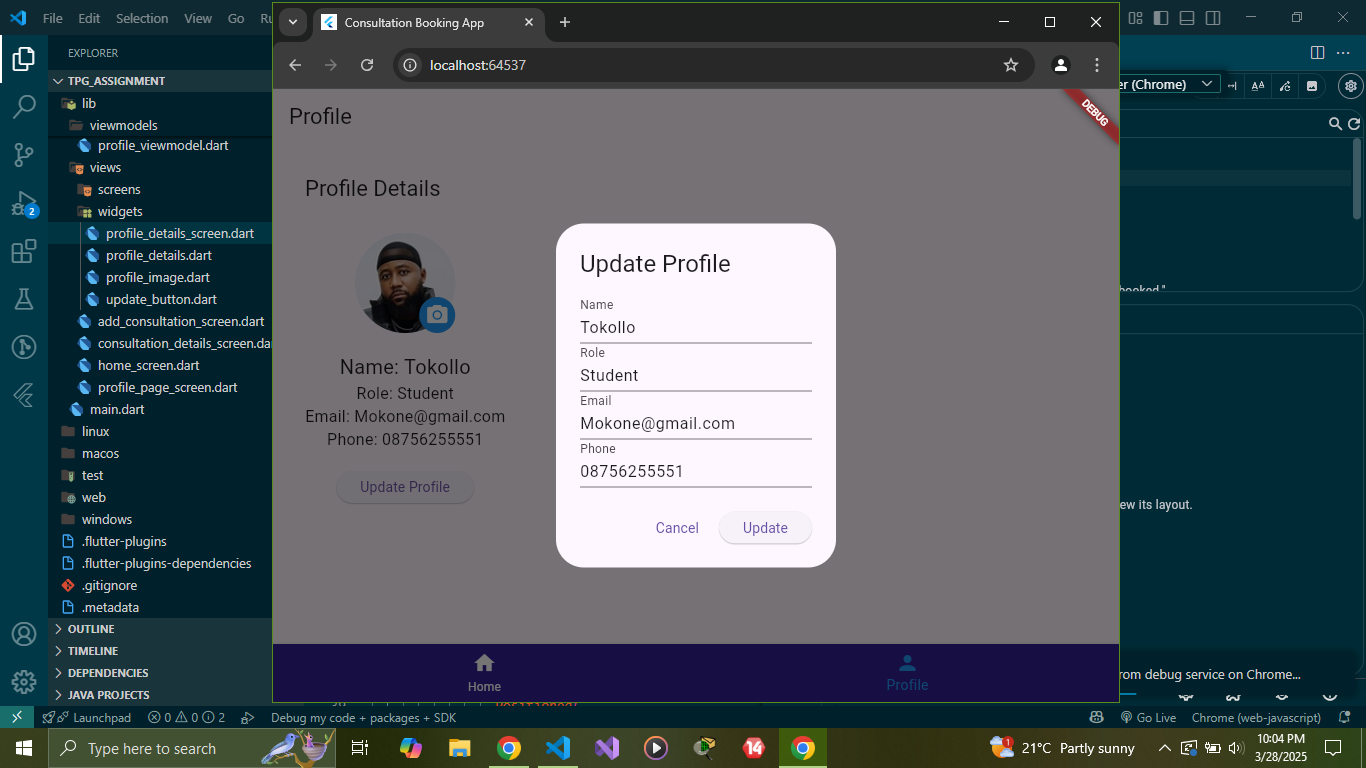 File Edit Selection View Go Ru
Consultation Booking App
localhost:64537
EXPLORER
TPG_ASSIGNMENT
lib
viewmodels
profile_viewmodel.dart
views
screens
widgets
profile_details_screen.dart
profile_details.dart
profile_image.dart
update_button.dart
add_consultation_screen.dart
consultation_details_screen.da
home_screen.dart
profile_page_screen.dart
main.dart
linux
macos
test
web
windows
.flutter-plugins
.flutter-plugins-dependencies
.gitignore
.metadata
OUTLINE
TIMELINE
DEPENDENCIES
JAVA PROJECTS
2
Profile
DEBUG
Profile Details
Name: Tokollo
Role: Student
Email: Mokone@gmail.com
Phone: 08756255551
Update Profile
Update Profile
Name
Tokollo
Role
Student
Email
Mokone@gmail.com
Phone
08756255551
Cancel Update
Home Profile
er (Chrome)
booked."
ew its layout.
rom debug service on Chrome...
Launchpad 0 0 2 Debug my code + packages + SDK
Go Live Chrome (web-javascript)
Type here to search
14
1
21°C Partly sunny
10:04 PM
3/28/2025